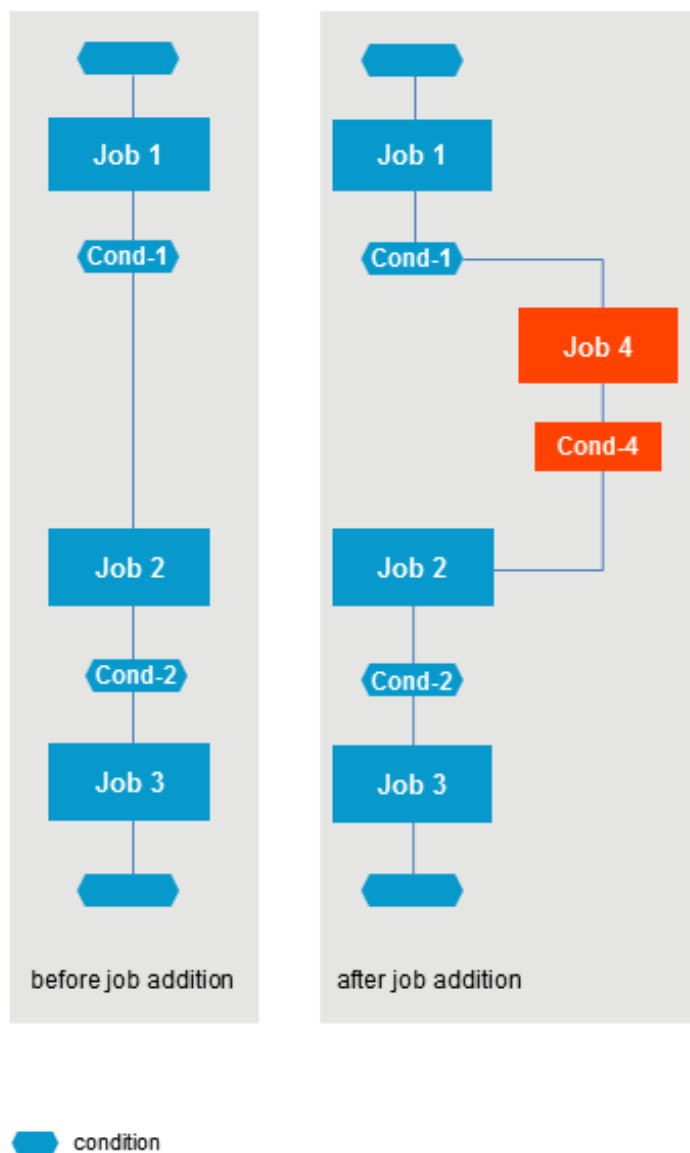 Job 1
Cond-1
Job 2
Cond-2
Job 3
before job addition
Job 1
Cond-1
Job 4
Cond-4
Job 2
Cond-2
Job 3
after job addition
condition